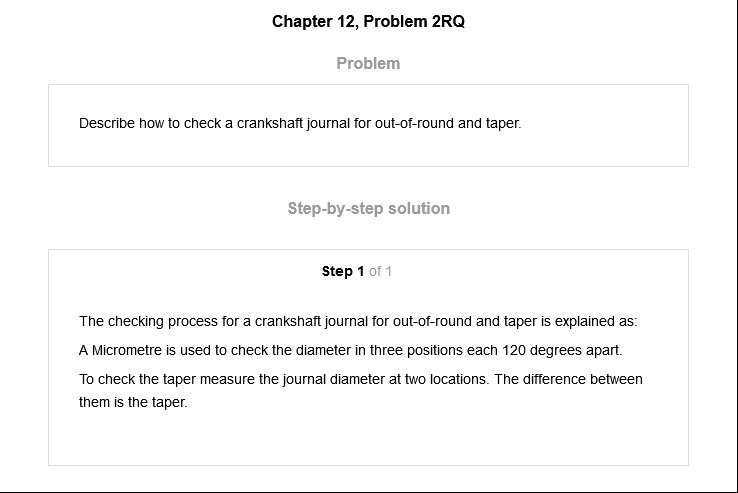 Chapter 12, Problem 2RQ
Problem
Describe how to check a crankshaft journal for out-of-round and taper.
Step-by-step solution
Step 1 of 1
The checking process for a crankshaft journal for out-of-round and taper is explained as:
A Micrometre is used to check the diameter in three positions each 120 degrees apart.
To check the taper measure the journal diameter at two locations. The difference between
them is the taper.